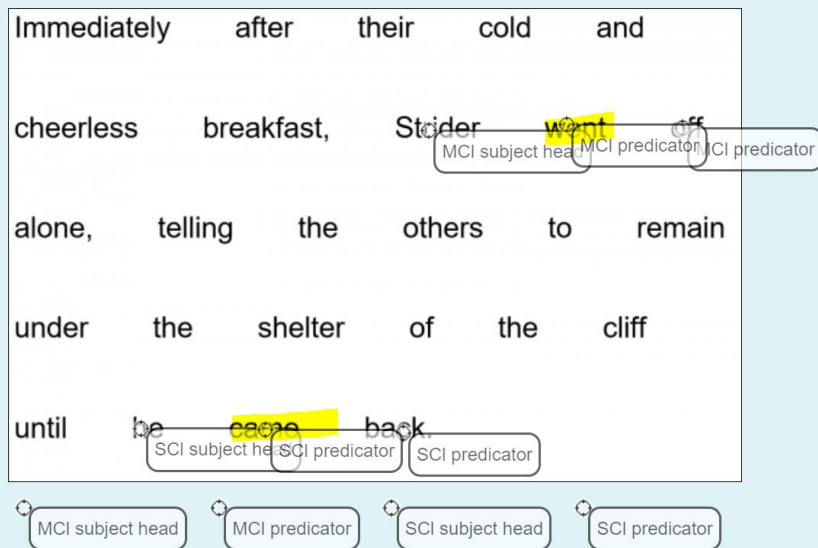 Immediately after their cold and
cheerless breakfast, Strider went off
MCI subject head MCI predicator MCI predicator
alone, telling the others to remain
under the shelter of the cliff
until he came back.
SCI subject head SCI predicator SCI predicator
MCI subject head MCI predicator SCI subject head SCI predicator